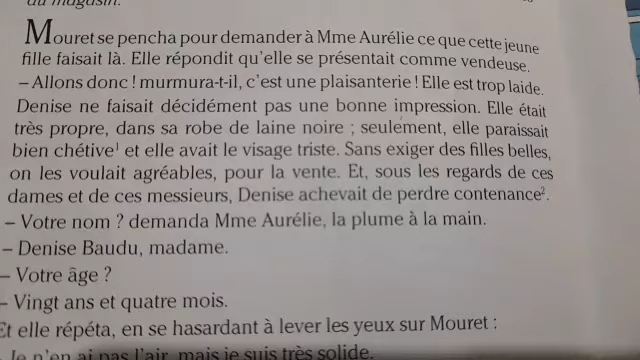 du magasin.
Mouret se pencha pour demander à Mme Aurélie ce que cette jeune
fille faisait là. Elle répondit qu'elle se présentait comme vendeuse.
– Allons donc ! murmura-t-il, c'est une plaisanterie ! Elle est trop laide.
Denise ne faisait décidément pas une bonne impression. Elle était
très propre, dans sa robe de laine noire ; seulement, elle paraissait
bien chétive¹ et elle avait le visage triste. Sans exiger des filles belles,
on les voulait agréables, pour la vente. Et, sous les regards de ces
dames et de ces messieurs, Denise achevait de perdre contenance².
– Votre nom ? demanda Mme Aurélie, la plume à la main.
– Denise Baudu, madame.
– Votre âge ?
– Vingt ans et quatre mois.
Et elle répéta, en se hasardant à lever les yeux sur Mouret :
– Je n'en ai pas l'air, mais je suis très solide.